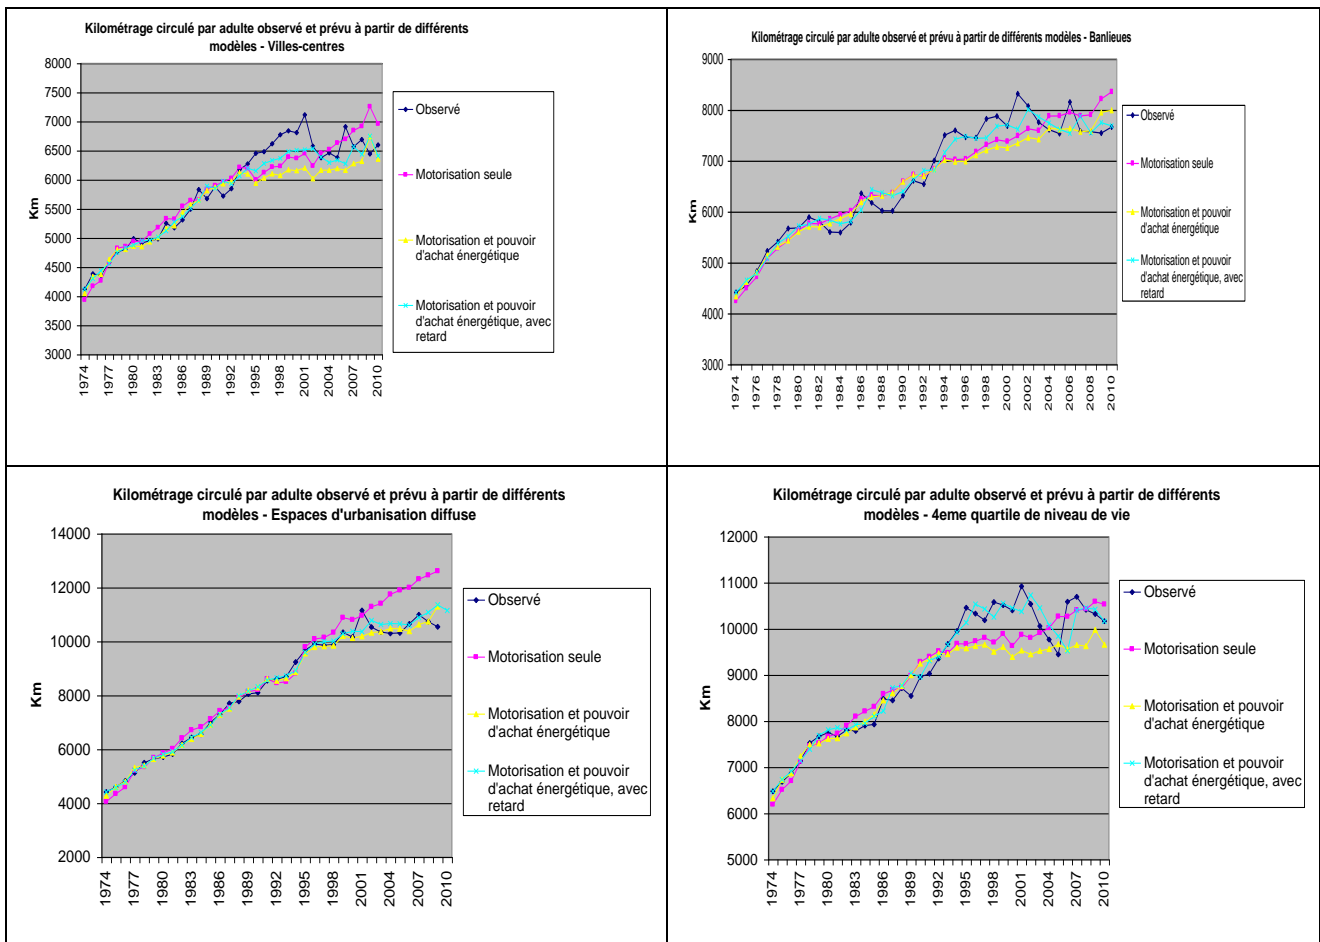 Kilométrage circulé par adulte observé et prévu à partir de différents
modèles - Villes-centres
8000
7500
7000
6500
6000
5500
5000
4500
4000
3500
3000
Km
1974
1977
1980
1983
1986
1989
1992
1995
1998
2001
2004
2007
2010
Observé
Motorisation seule
Motorisation et pouvoir
d'achat énergétique
Motorisation et pouvoir
d'achat énergétique, avec
retard
Kilométrage circulé par adulte observé et prévu à partir de différents modèles - Banlieues
9000
8000
7000
6000
5000
4000
3000
Km
1974
1976
1978
1980
1982
1984
1986
1988
1990
1992
1994
1996
1998
2000
2002
2004
2006
2008
2010
Observé
Motorisation seule
Motorisation et pouvoir
d'achat énergétique
Motorisation et pouvoir
d'achat énergétique, avec
retard
Kilométrage circulé par adulte observé et prévu à partir de différents
modèles - Espaces d'urbanisation diffuse
14000
12000
10000
8000
6000
4000
2000
Km
1974
1977
1980
1983
1986
1989
1992
1995
1998
2001
2004
2007
2010
Observé
Motorisation seule
Motorisation et pouvoir
d'achat énergétique
Motorisation et pouvoir
d'achat énergétique, avec
retard
Kilométrage circulé par adulte observé et prévu à partir de différents
modèles - 4eme quartile de niveau de vie
12000
11000
10000
9000
8000
7000
6000
5000
Km
1974
1977
1980
1983
1986
1989
1992
1995
1998
2001
2004
2007
2010
Observé
Motorisation seule
Motorisation et pouvoir
d'achat énergétique
Motorisation et pouvoir
d'achat énergétique, avec
retard